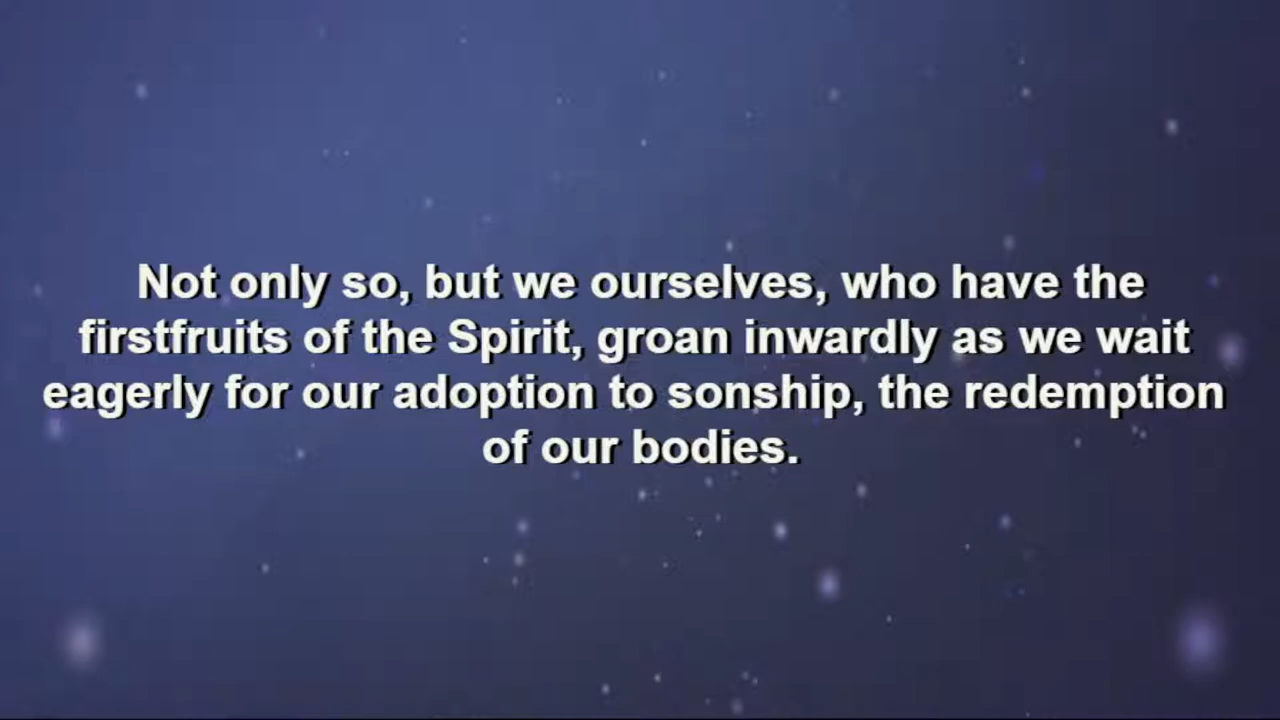 Not only so, but we ourselves, who have the
firstfruits of the Spirit, groan inwardly as we wait
eagerly for our adoption to sonship, the redemption
of our bodies.